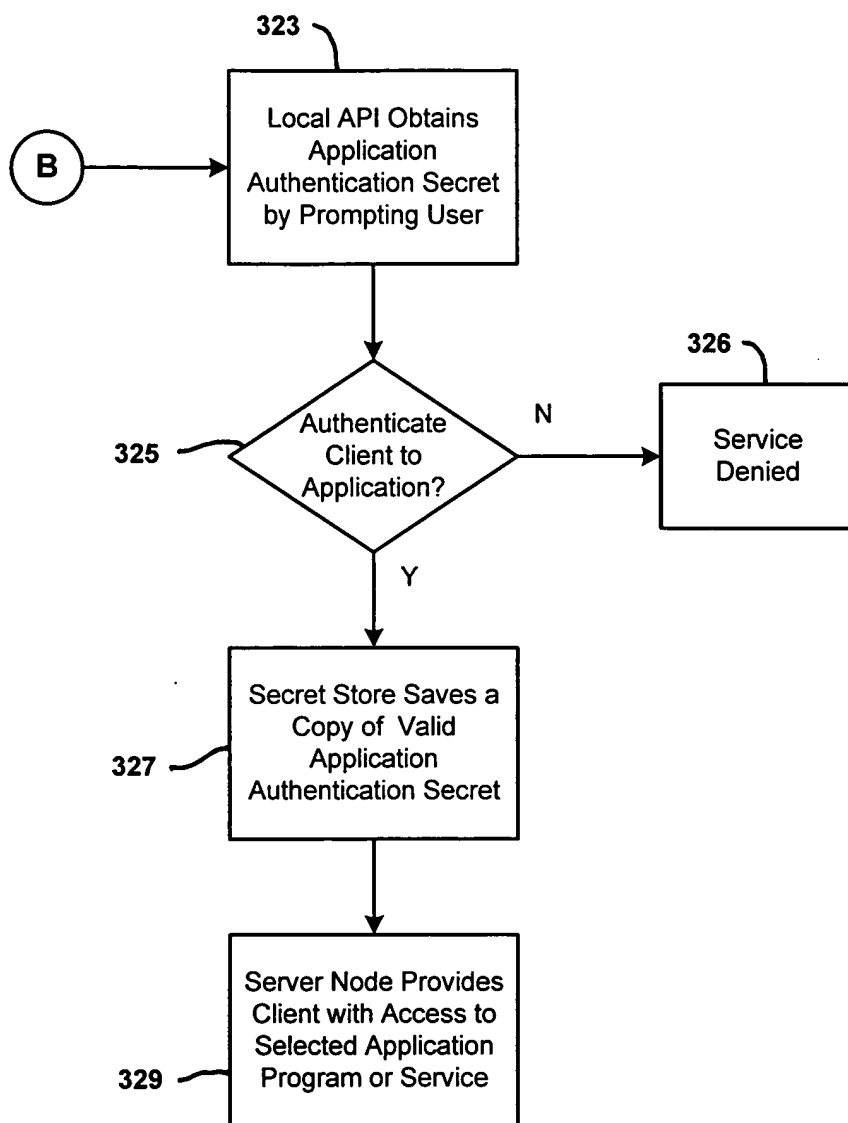 323
Local API Obtains
Application
Authentication Secret
by Prompting User
B
326
Authenticate
Client to
Application?
325
N
Service
Denied
Y
Secret Store Saves a
Copy of Valid
Application
Authentication Secret
327
Server Node Provides
Client with Access to
Selected Application
Program or Service
329